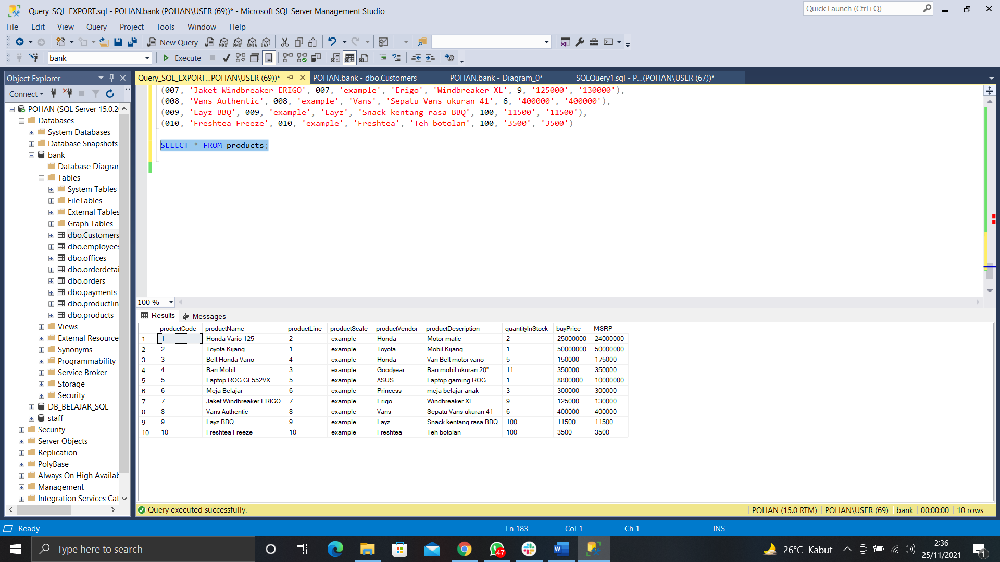 Query_SQL_EXPORT.sql - POHAN.bank (POHAN\USER (69))* - Microsoft SQL Server Management Studio
Quick Launch (Ctrl+Q)
File Edit View Query Project Tools Window Help
New Query MDX DMX XMLA DAX
bank Execute
Object Explorer
Connect
POHAN (SQL Server 15.0.2
Databases
System Databases
Database Snapshots
bank
Database Diagrar
Tables
System Tables
FileTables
External Tables
Graph Tables
dbo.Customers
dbo.employees
dbo.offices
dbo.orderdetai
dbo.orders
dbo.payments
dbo.productlin
dbo.products
Views
External Resource
Synonyms
Programmability
Service Broker
Storage
Security
DB_BELAJAR_SQL
staff
Security
Server Objects
Replication
PolyBase
Always On High Availab
Management
Integration Services Cat
Query_SQL_EXPORT...POHAN\USER (69))* POHAN.bank - dbo.Customers POHAN.bank - Diagram_0* SQLQuery1.sql - P...(POHAN\USER (67))*
(007, 'Jaket Windbreaker ERIGO', 007, 'example', 'Erigo', 'Windbreaker XL', 9, '125000', '130000'),
(008, 'Vans Authentic', 008, 'example', 'Vans', 'Sepatu Vans ukuran 41', 6, '400000', '400000'),
(009, 'Layz BBQ', 009, 'example', 'Layz', 'Snack kentang rasa BBQ', 100, '11500', '11500'),
(010, 'Freshtea Freeze', 010, 'example', 'Freshtea', 'Teh botolan', 100, '3500', '3500')
SELECT * FROM products;
100 %
Results Messages
productCode productName productLine productScale productVendor productDescription quantityInStock buyPrice MSRP
1 1 Honda Vario 125 2 example Honda Motor matic 2 25000000 24000000
2 2 Toyota Kijang 1 example Toyota Mobil Kijang 1 50000000 50000000
3 3 Belt Honda Vario 4 example Honda Van Belt motor vario 5 150000 175000
4 4 Ban Mobil 3 example Goodyear Ban mobil ukuran 20" 11 350000 350000
5 5 Laptop ROG GL552VX 5 example ASUS Laptop gaming ROG 1 8800000 10000000
6 6 Meja Belajar 6 example Princess meja belajar anak 3 300000 300000
7 7 Jaket Windbreaker ERIGO 7 example Erigo Windbreaker XL 9 125000 130000
8 8 Vans Authentic 8 example Vans Sepatu Vans ukuran 41 6 400000 400000
9 9 Layz BBQ 9 example Layz Snack kentang rasa BBQ 100 11500 11500
10 10 Freshtea Freeze 10 example Freshtea Teh botolan 100 3500 3500
Query executed successfully. POHAN (15.0 RTM) POHAN\USER (69) bank 00:00:00 10 rows
Ready Ln 183 Col 1 Ch 1 INS
Type here to search 47 26°C Kabut 2:36
25/11/2021 1